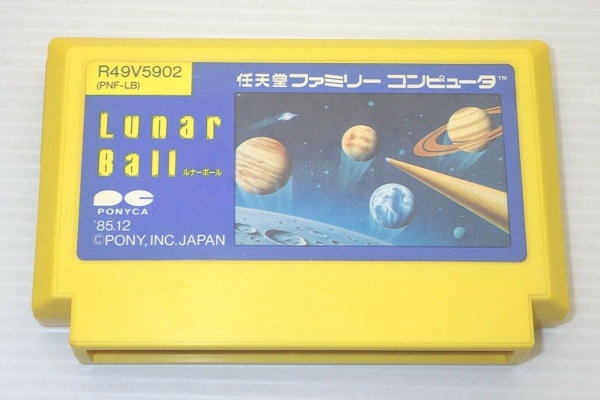 R49V5902
(PNF-LB)
任天堂ファミリー コンピュータ™
Lunar
Ball ルナーボール
PC
PONYCA
'85.12
©PONY, INC. JAPAN